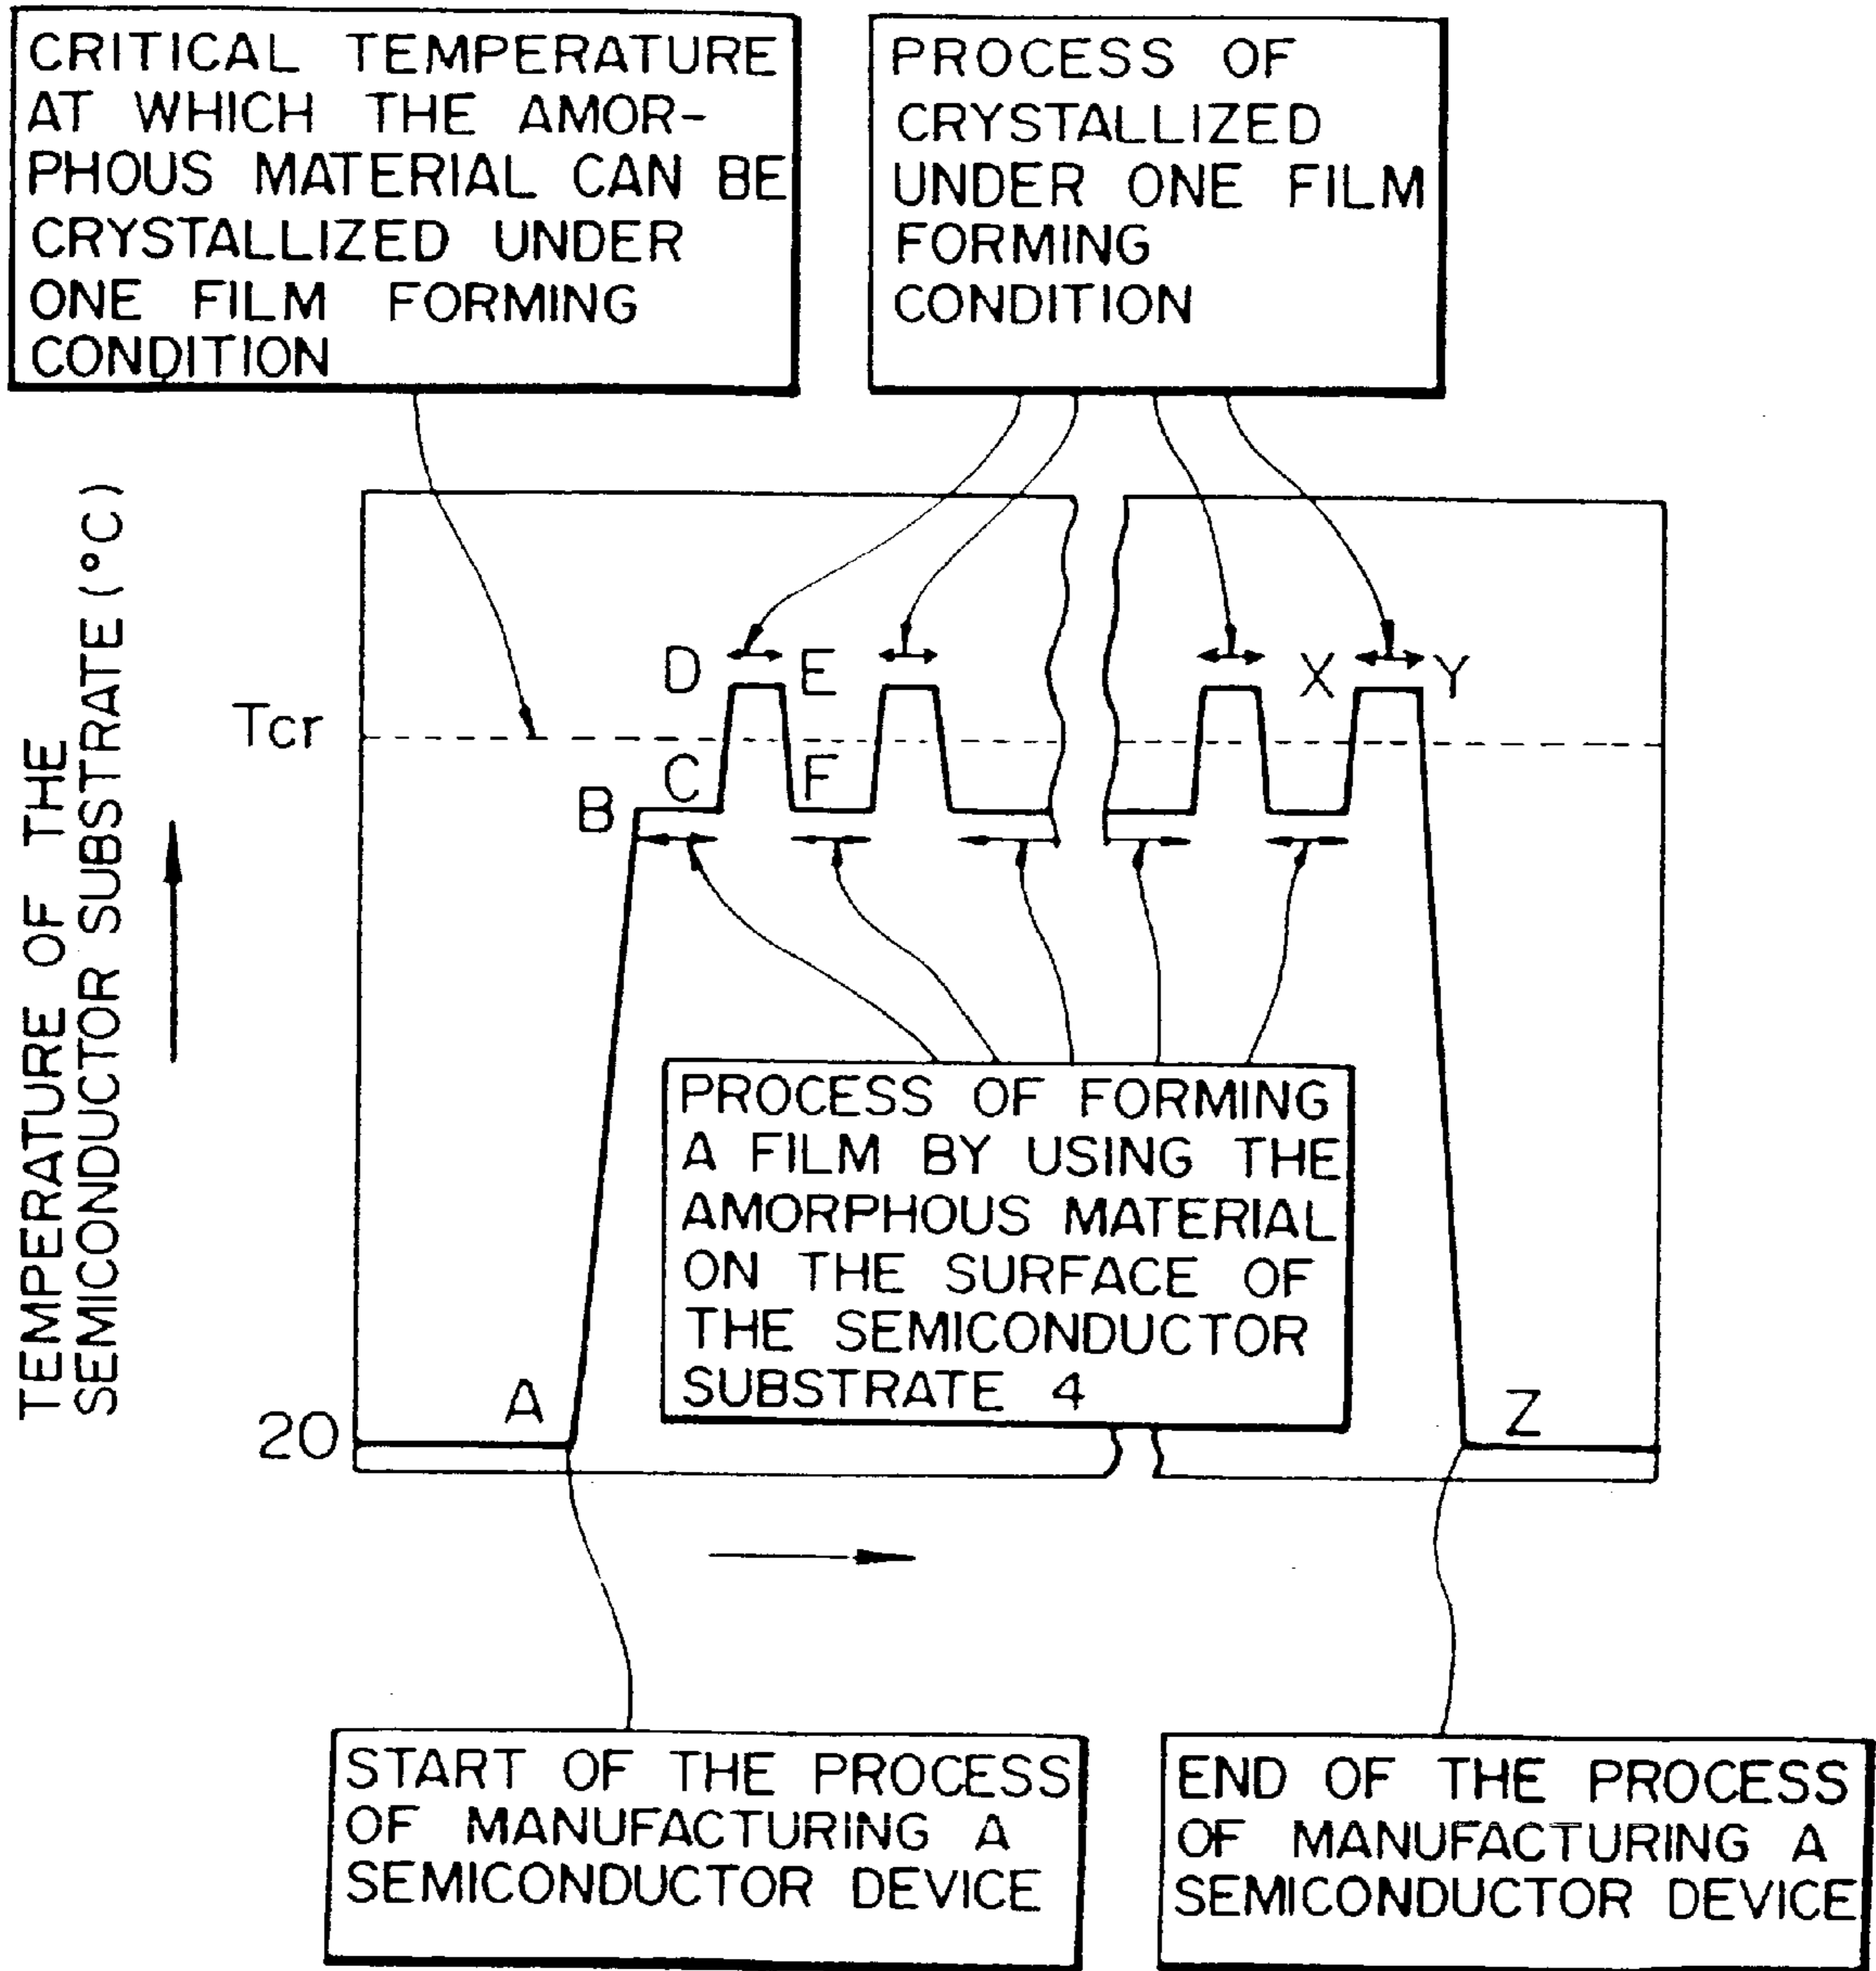 CRITICAL TEMPERATURE
AT WHICH THE AMOR-
PHOUS MATERIAL CAN BE
CRYSTALLIZED UNDER
ONE FILM FORMING
CONDITION
PROCESS OF
CRYSTALLIZED
UNDER ONE FILM
FORMING
CONDITION
TEMPERATURE OF THE
SEMICONDUCTOR SUBSTRATE (°C)
D E X Y
Tcr
C F
B
PROCESS OF FORMING
A FILM BY USING THE
AMORPHOUS MATERIAL
ON THE SURFACE OF
THE SEMICONDUCTOR
SUBSTRATE 4
A Z
20
START OF THE PROCESS
OF MANUFACTURING A
SEMICONDUCTOR DEVICE
END OF THE PROCESS
OF MANUFACTURING A
SEMICONDUCTOR DEVICE